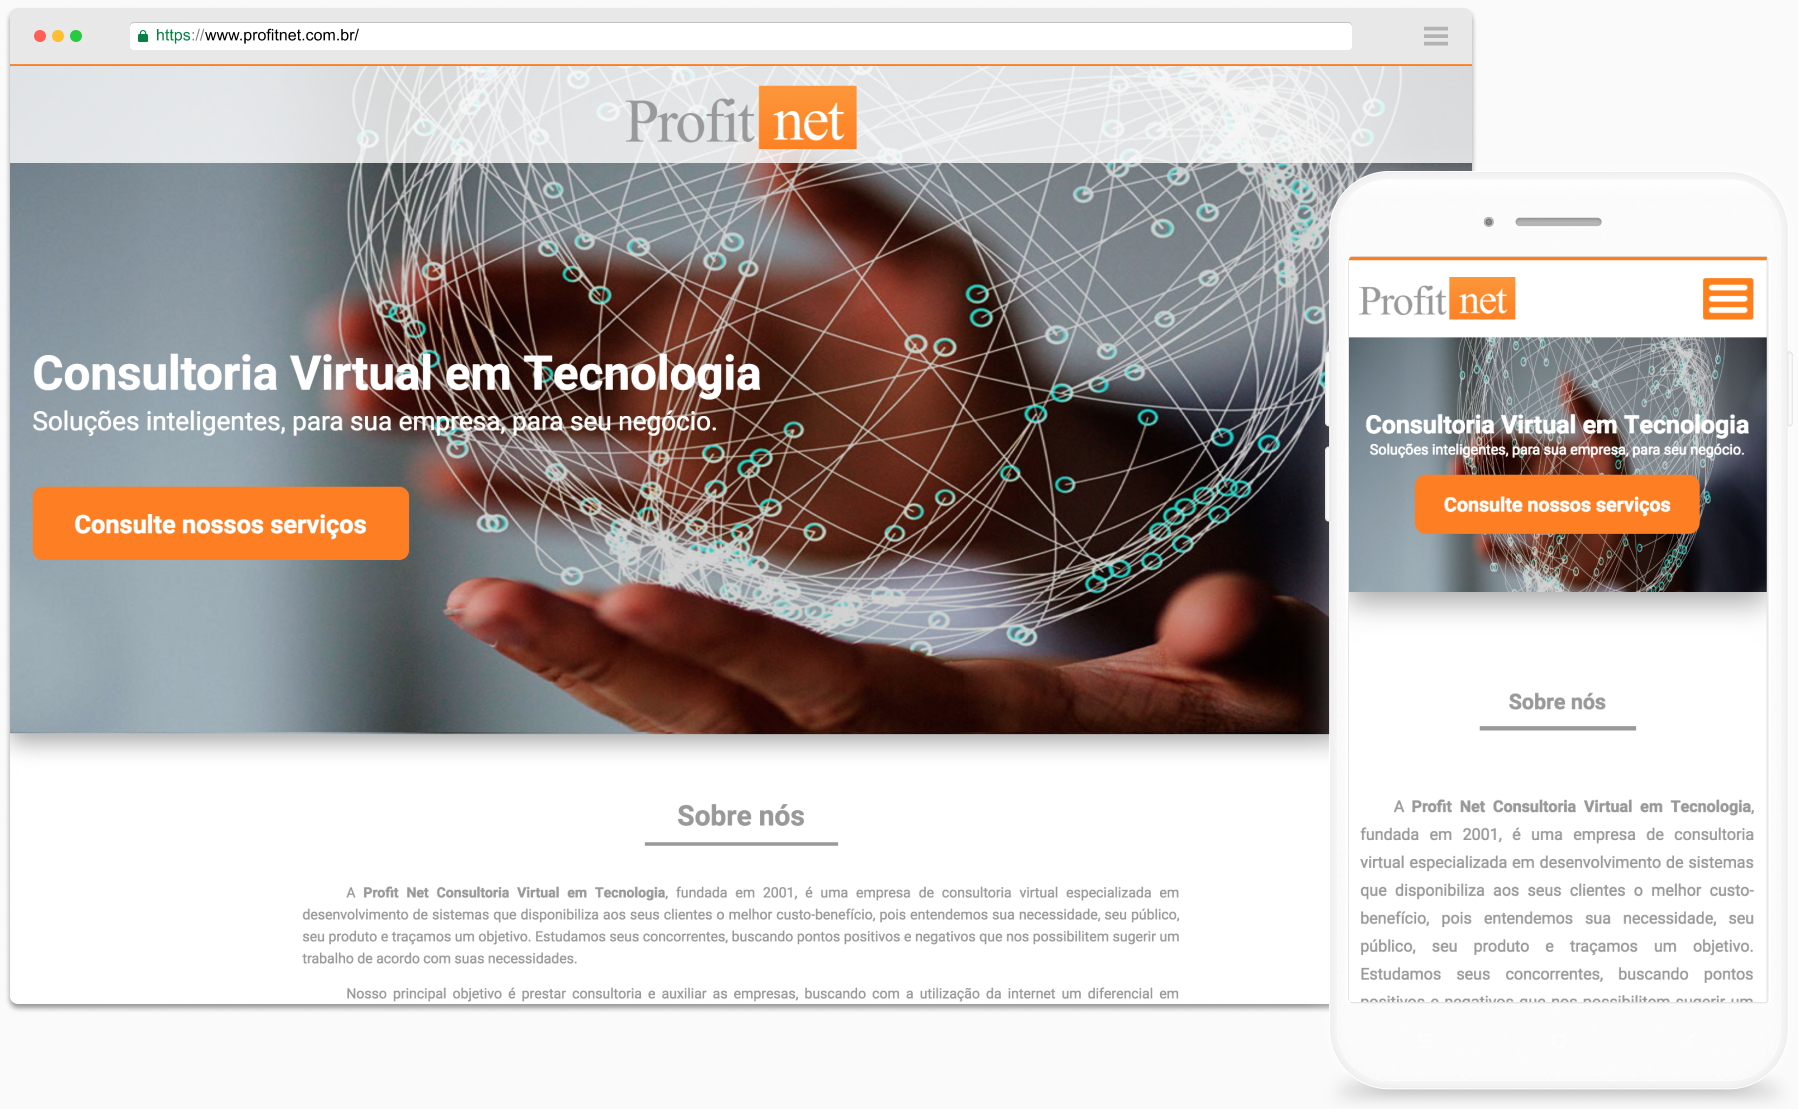 https://www.profitnet.com.br/
Profit net
Consultoria Virtual em Tecnologia
Soluções inteligentes, para sua empresa, para seu negócio.
Consulte nossos serviços
Sobre nós
A Profit Net Consultoria Virtual em Tecnologia, fundada em 2001, é uma empresa de consultoria virtual especializada em
desenvolvimento de sistemas que disponibiliza aos seus clientes o melhor custo-benefício, pois entendemos sua necessidade, seu público,
seu produto e traçamos um objetivo. Estudamos seus concorrentes, buscando pontos positivos e negativos que nos possibilitem sugerir um
trabalho de acordo com suas necessidades.
Nosso principal objetivo é prestar consultoria e auxiliar as empresas, buscando com a utilização da internet um diferencial em
Profit net
Consultoria Virtual em Tecnologia
Soluções inteligentes, para sua empresa, para seu negócio.
Consulte nossos serviços
Sobre nós
A Profit Net Consultoria Virtual em Tecnologia,
fundada em 2001, é uma empresa de consultoria
virtual especializada em desenvolvimento de sistemas
que disponibiliza aos seus clientes o melhor custo-
benefício, pois entendemos sua necessidade, seu
público, seu produto e traçamos um objetivo.
Estudamos seus concorrentes, buscando pontos
positivos e negativos que nos possibilitem sugerir um